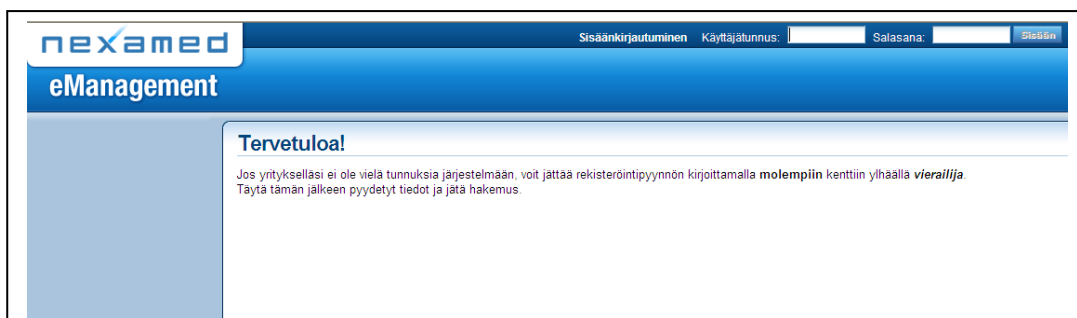 nexamed
Sisäänkirjautuminen Käyttäjätunnus: Salasana: Sisään
eManagement
Tervetuloa!
Jos yritykselläsi ei ole vielä tunnuksia järjestelmään, voit jättää rekisteröintipyynnön kirjoittamalla molempiin kenttiin ylhäällä vierailija.
Täytä tämän jälkeen pyydetyt tiedot ja jätä hakemus.